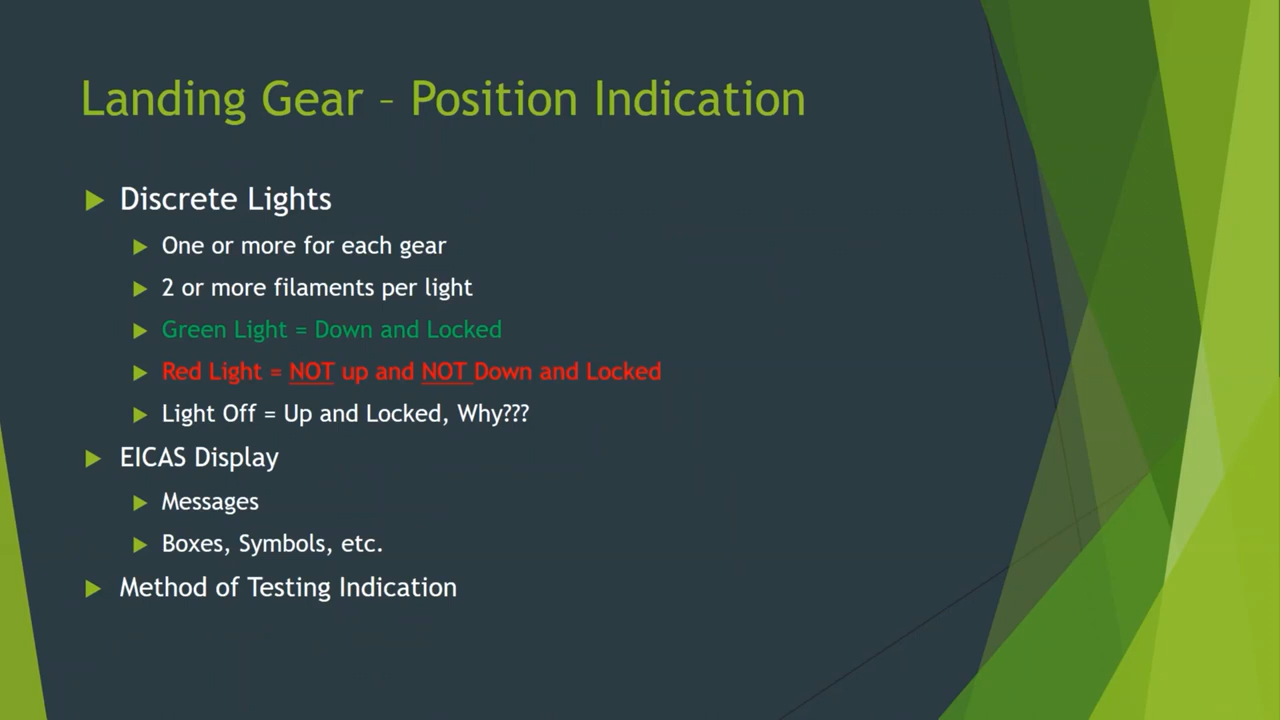 Landing Gear – Position Indication
Discrete Lights
One or more for each gear
2 or more filaments per light
Green Light = Down and Locked
Red Light = NOT up and NOT Down and Locked
Light Off = Up and Locked, Why???
EICAS Display
Messages
Boxes, Symbols, etc.
Method of Testing Indication